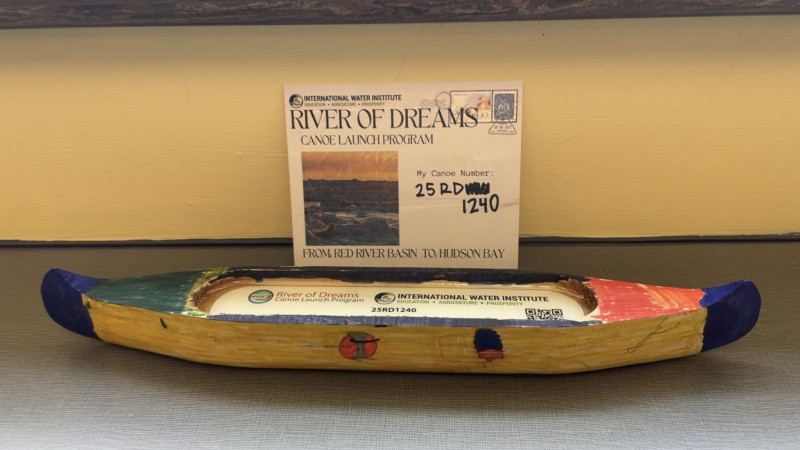 INTERNATIONAL WATER INSTITUTE
EDUCATION • AGRICULTURE • PROSPERITY
RIVER OF DREAMS
CANOE LAUNCH PROGRAM
My Canoe Number:
25RD
1240
FROM: RED RIVER BASIN TO: HUDSON BAY
River of Dreams
Canoe Launch Program
INTERNATIONAL WATER INSTITUTE
EDUCATION • AGRICULTURE • PROSPERITY
25RD1240